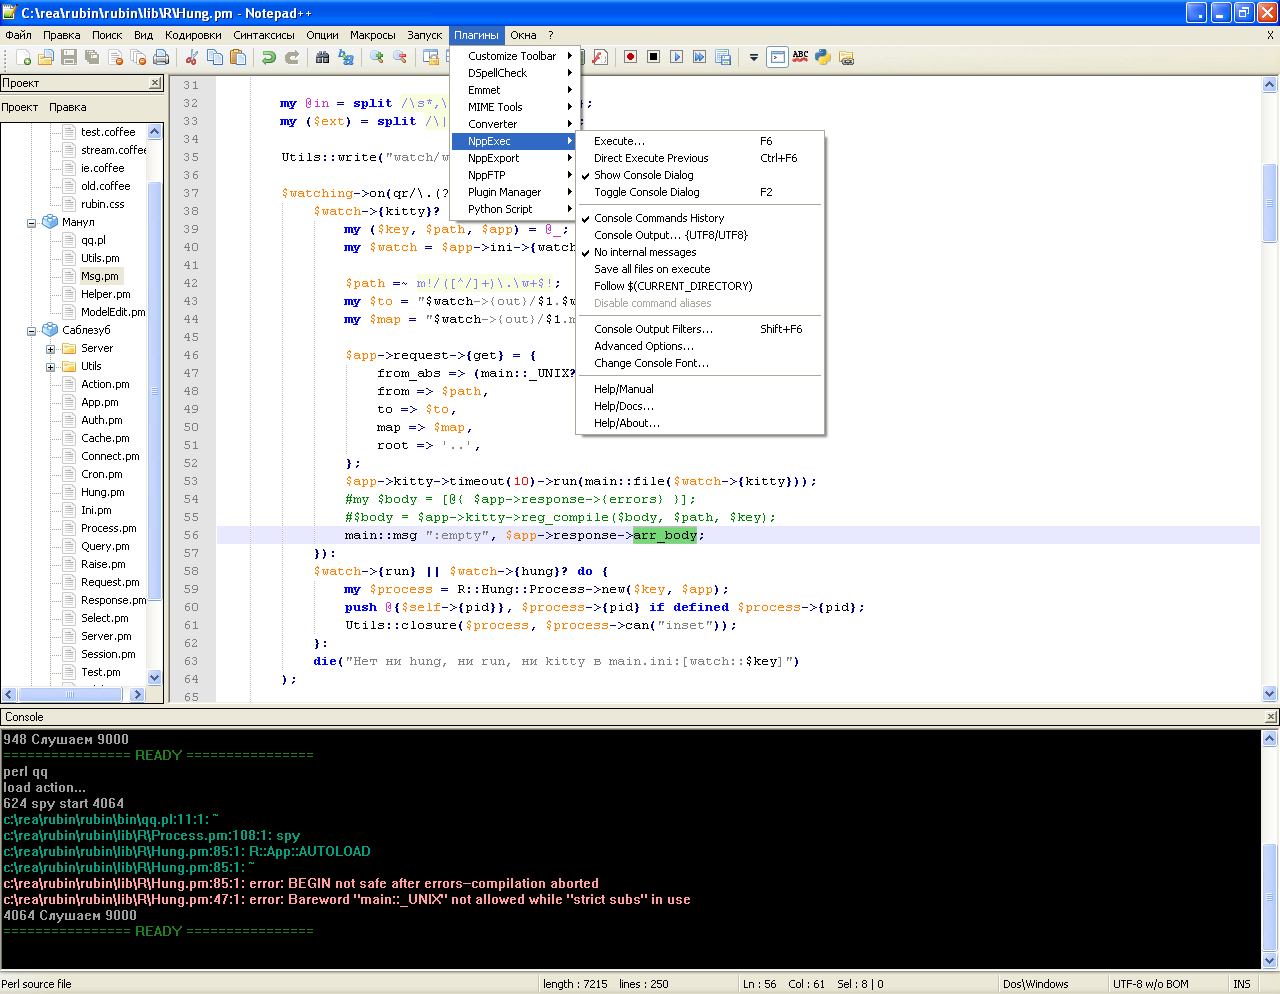 C:\rea\rubin\rubin\lib\R\Hung.pm - Notepad++
Файл Правка Поиск Вид Кодировки Синтаксисы Опции Макросы Запуск Плагины Окна ? X
ABC
Проект
Проект Правка
test.coffee
stream.coffee
ie.coffee
old.coffee
rubin.css
Манул
qq.pl
Utils.pm
Msg.pm
Helper.pm
ModelEdit.pm
Саблезуб
Server
Utils
Action.pm
App.pm
Auth.pm
Cache.pm
Connect.pm
Cron.pm
Hung.pm
Ini.pm
Process.pm
Query.pm
Raise.pm
Request.pm
Response.pm
Select.pm
Server.pm
Session.pm
Test.pm
Customize Toolbar
DSpellCheck
Emmet
MIME Tools
Converter
NppExec
NppExport
NppFTP
Plugin Manager
Python Script
Execute... F6
Direct Execute Previous Ctrl+F6
Show Console Dialog
Toggle Console Dialog F2
Console Commands History
Console Output... {UTF8/UTF8}
No internal messages
Save all files on execute
Follow $(CURRENT_DIRECTORY)
Disable command aliases
Console Output Filters... Shift+F6
Advanced Options...
Change Console Font...
Help/Manual
Help/Docs...
Help/About...
31
32 my @in = split /\s*,\ };
33 my ($ext) = split /\|
34
35 Utils::write("watch/w
36
37 $watching->on(qr/\.(?
38 $watch->{kitty}?
39 my ($key, $path, $app) = @_;
40 my $watch = $app->ini->{watch
41
42 $path =~ m!/([^/]+)\.\w+$!;
43 my $to = "$watch->{out}/$1.$w
44 my $map = "$watch->{out}/$1.m
45
46 $app->request->{get} = {
47 from_abs => (main::_UNIX?
48 from => $path,
49 to => $to,
50 map => $map,
51 root => '..',
52 };
53 $app->kitty->timeout(10)->run(main::file($watch->{kitty}));
54 #my $body = [@{ $app->response->{errors} }];
55 #$body = $app->kitty->reg_compile($body, $path, $key);
56 main::msg ":empty", $app->response->arr_body;
57 }):
58 $watch->{run} || $watch->{hung}? do {
59 my $process = R::Hung::Process->new($key, $app);
60 push @{$self->{pid}}, $process->{pid} if defined $process->{pid};
61 Utils::closure($process, $process->can("inset"));
62 }:
63 die("Нет ни hung, ни run, ни kitty в main.ini:[watch::$key]")
64 );
65
Console
948 Слушаем 9000
================ READY ================
perl qq
load action...
624 spy start 4064
c:\rea\rubin\rubin\bin\qq.pl:11:1: ~
c:\rea\rubin\rubin\lib\R\Process.pm:108:1: spy
c:\rea\rubin\rubin\lib\R\Hung.pm:85:1: R::App::AUTOLOAD
c:\rea\rubin\rubin\lib\R\Hung.pm:85:1: ~
c:\rea\rubin\rubin\lib\R\Hung.pm:85:1: error: BEGIN not safe after errors–compilation aborted
c:\rea\rubin\rubin\lib\R\Hung.pm:47:1: error: Bareword "main::_UNIX" not allowed while "strict subs" in use
4064 Слушаем 9000
================ READY ================
Perl source file length : 7215 lines : 250 Ln : 56 Col : 61 Sel : 8 | 0 Dos\Windows UTF-8 w/o BOM INS